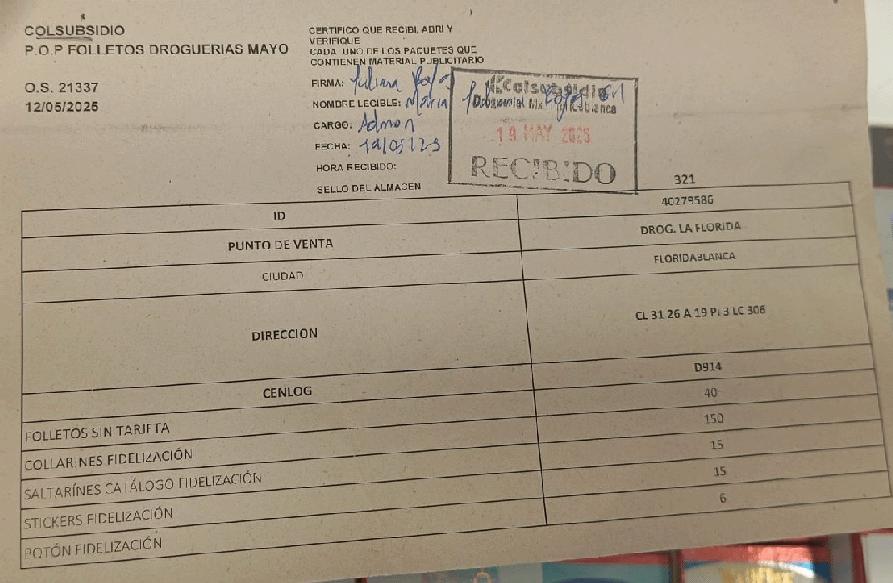 COLSUBSIDIO
P.O.P FOLLETOS DROGUERIAS MAYO
O.S. 21337
12/05/2025
CERTIFICO QUE RECIBI, ABRI Y
VERIFIQUE
CADA UNO DE LOS PAQUETES QUE
CONTIENEN MATERIAL PUBLICITARIO
FIRMA: Juliana
NOMBRE LEGIBLE: Maria
CARGO: Admon
FECHA:
HORA RECIBIDO:
SELLO DEL ALMACEN
Colsubsidio
19 MAY 2025
RECIBIDO
321
ID 40279586
PUNTO DE VENTA DROG. LA FLORIDA
CIUDAD FLORIDABLANCA
DIRECCION CL 31 26 A 19 PI 3 LC 306
CENLOG D914
FOLLETOS SIN TARIFTA 40
COLLARINES FIDELIZACIÓN 150
SALTARÍNES CATÁLOGO FIDELIZACIÓN 15
STICKERS FIDELIZACIÓN 15
BOTÓN FIDELIZACIÓN 6